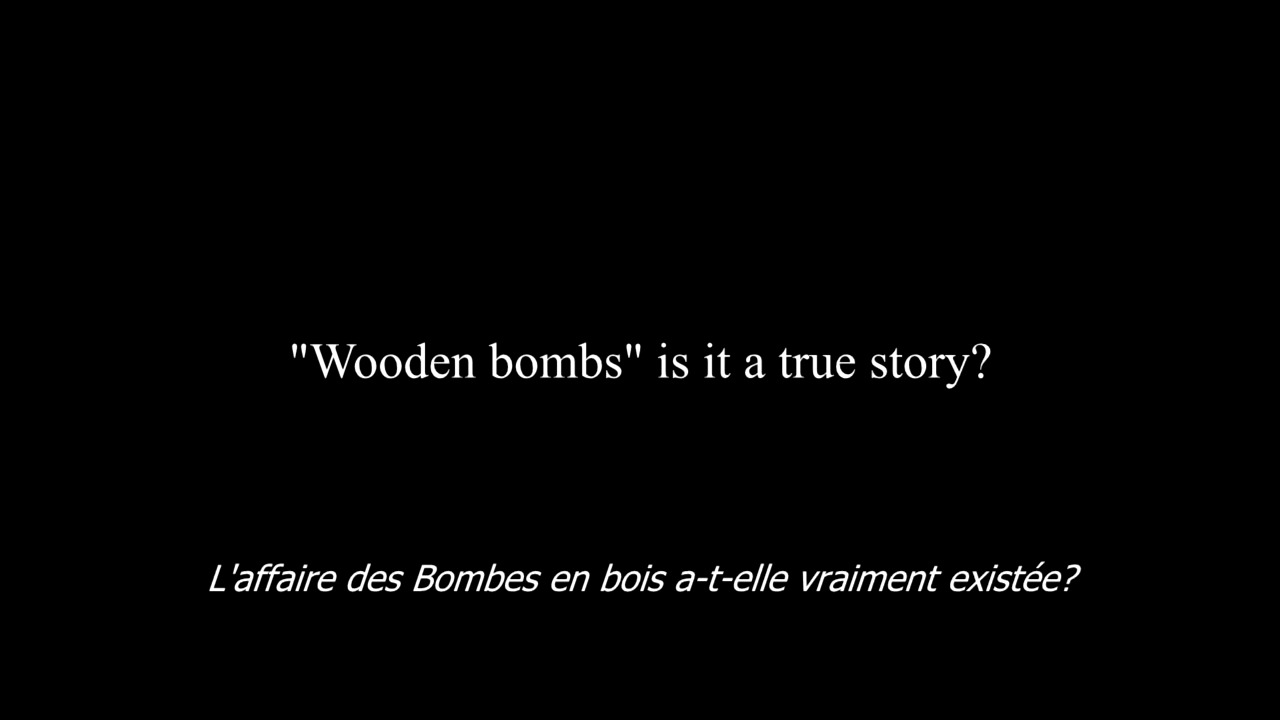 "Wooden bombs" is it a true story?
L'affaire des Bombes en bois a-t-elle vraiment existée?